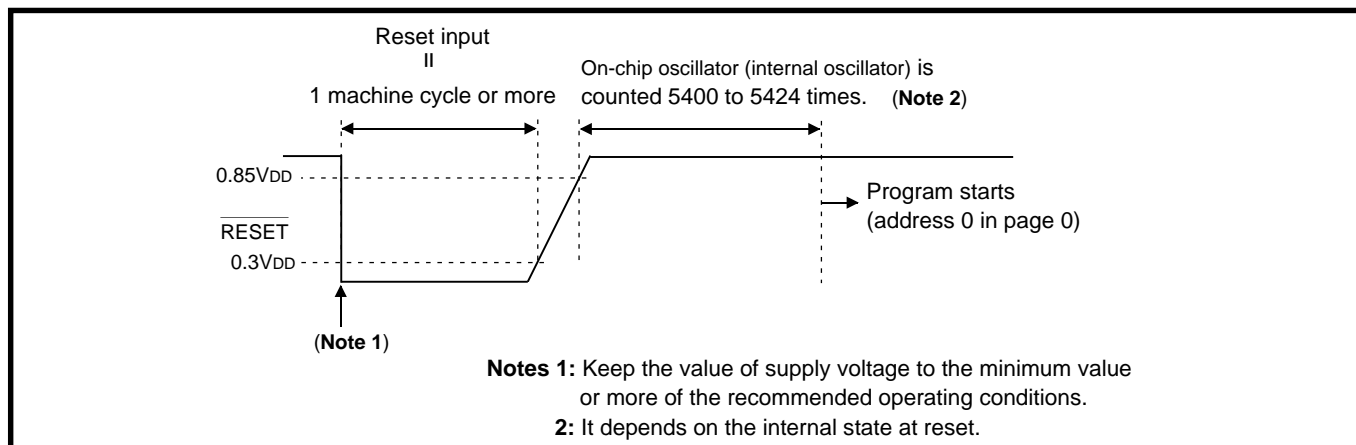 Reset input
=
1 machine cycle or more
On-chip oscillator (internal oscillator) is
counted 5400 to 5424 times. (Note 2)
0.85VDD
Program starts
(address 0 in page 0)
RESET
0.3VDD
(Note 1)
Notes 1: Keep the value of supply voltage to the minimum value
or more of the recommended operating conditions.
2: It depends on the internal state at reset.